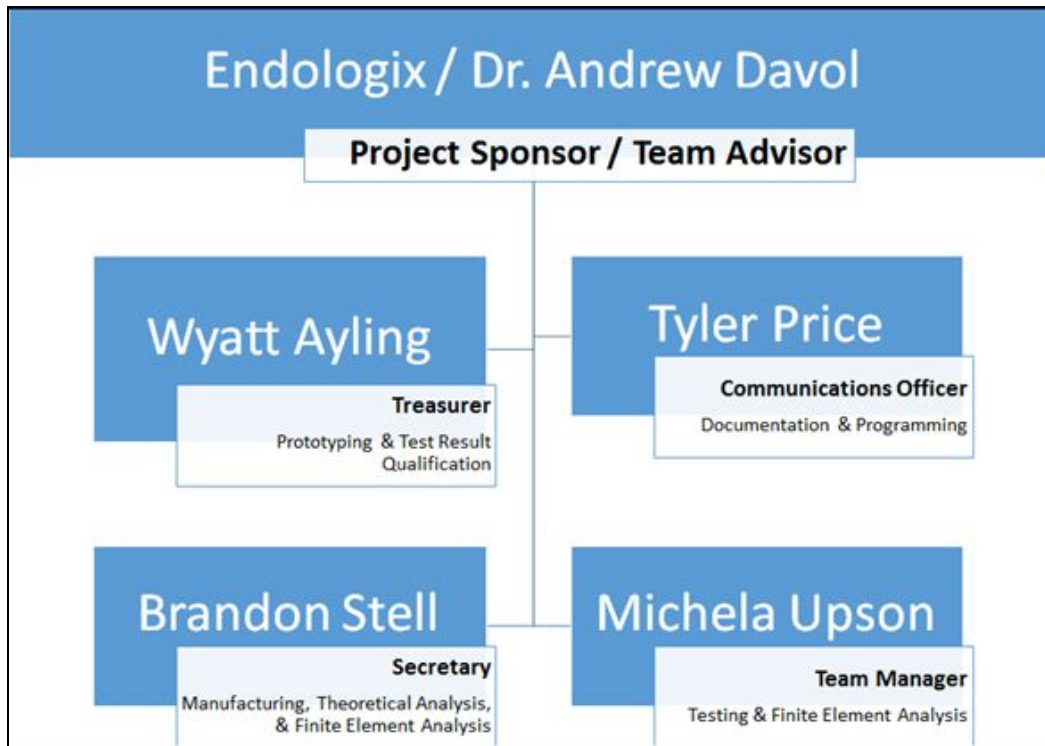 Endologix / Dr. Andrew Davol
Project Sponsor / Team Advisor
Wyatt Ayling
Treasurer
Prototyping & Test Result
Qualification
Tyler Price
Communications Officer
Documentation & Programming
Brandon Stell
Secretary
Manufacturing, Theoretical Analysis,
& Finite Element Analysis
Michela Upson
Team Manager
Testing & Finite Element Analysis